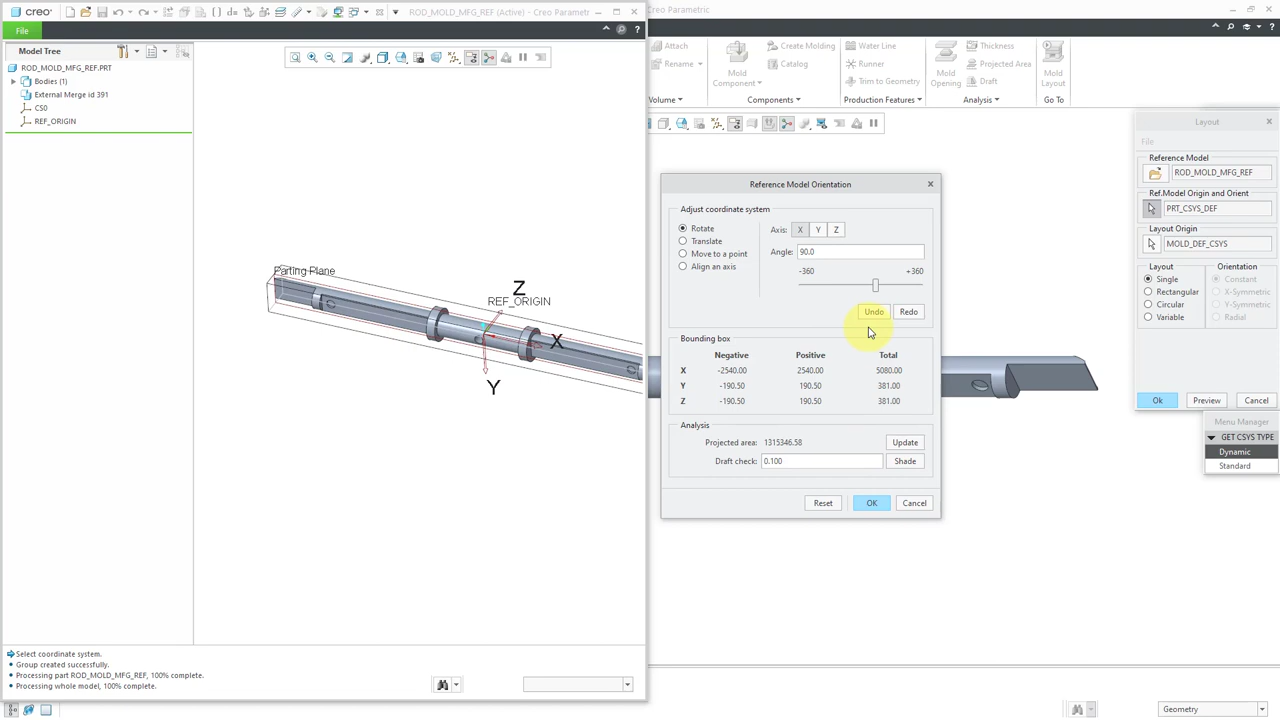 creo
ROD_MOLD_MFG_REF (Active) - Creo Parametric
File
Model Tree
ROD_MOLD_MFG_REF.PRT
Bodies (1)
External Merge id 391
CS0
REF_ORIGIN
Parting Plane
Z
REF_ORIGIN
X
Y
Select coordinate system.
Group created successfully.
Processing part ROD_MOLD_MFG_REF, 100% complete.
Processing whole model, 100% complete.
Creo Parametric
Attach
Rename
Volume
Mold
Component
Create Molding
Catalog
Components
Water Line
Runner
Trim to Geometry
Production Features
Mold
Opening
Thickness
Projected Area
Draft
Analysis
Mold
Layout
Go To
Reference Model Orientation
Adjust coordinate system
Rotate
Translate
Move to a point
Align an axis
Axis: X Y Z
Angle: 90.0
-360 +360
Undo Redo
Bounding box
Negative Positive Total
X -2540.00 2540.00 5080.00
Y -190.50 190.50 381.00
Z -190.50 190.50 381.00
Analysis
Projected area: 1315346.58 Update
Draft check: 0.100 Shade
Reset OK Cancel
Layout
File
Reference Model
ROD_MOLD_MFG_REF
Ref.Model Origin and Orient
PRT_CSYS_DEF
Layout Origin
MOLD_DEF_CSYS
Layout Orientation
Single Constant
Rectangular X-Symmetric
Circular Y-Symmetric
Variable Radial
Ok Preview Cancel
Menu Manager
GET CSYS TYPE
Dynamic
Standard
Geometry